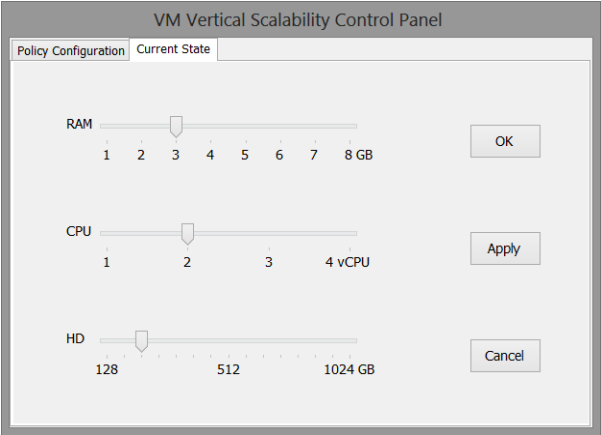 VM Vertical Scalability Control Panel
Policy Configuration Current State
RAM
1 2 3 4 5 6 7 8 GB
OK
CPU
1 2 3 4 vCPU
Apply
HD
128 512 1024 GB
Cancel